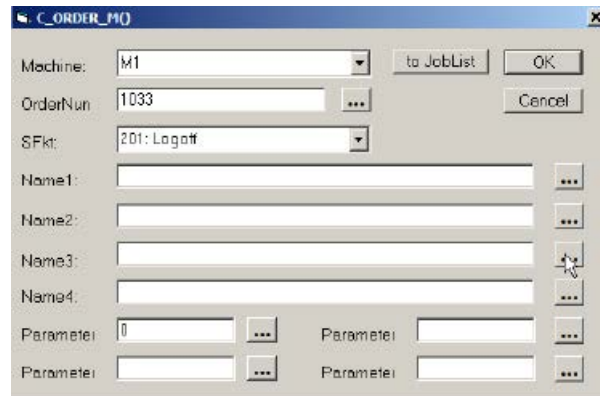 C_ORDER_M()
Machine: M1 to JobList OK
OrderNun 1033 ... Cancel
SFkt: 201: Logoff
Name1: ...
Name2: ...
Name3: ...
Name4: ...
Parameter 0 ... Parameter ...
Parameter ... Parameter ...